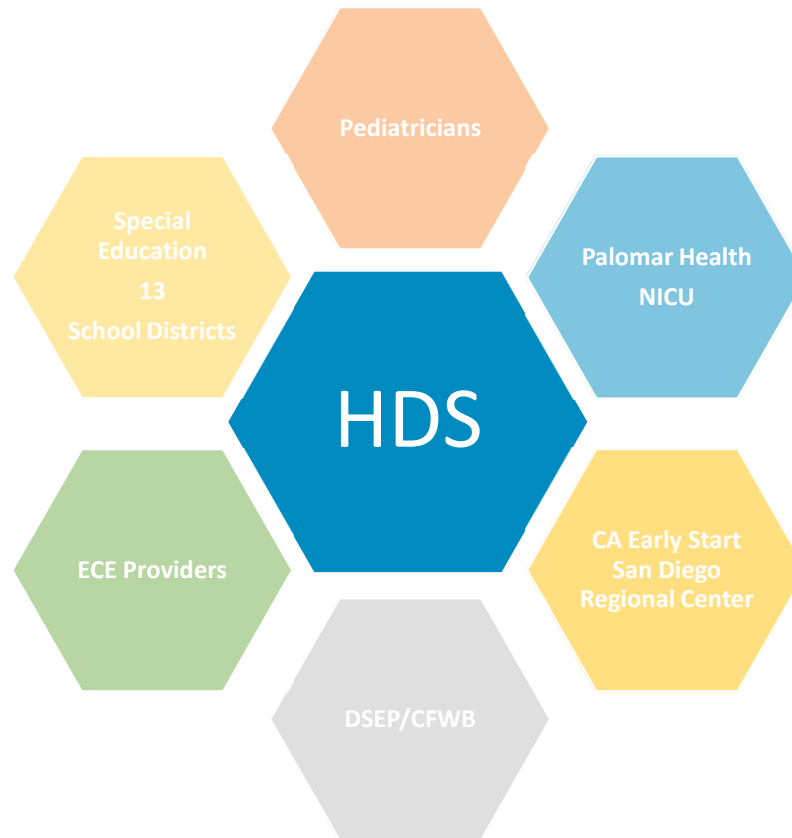 Pediatricians
Special
Education
13
School Districts
Palomar Health
NICU
HDS
ECE Providers
CA Early Start
San Diego
Regional Center
DSEP/CFWB